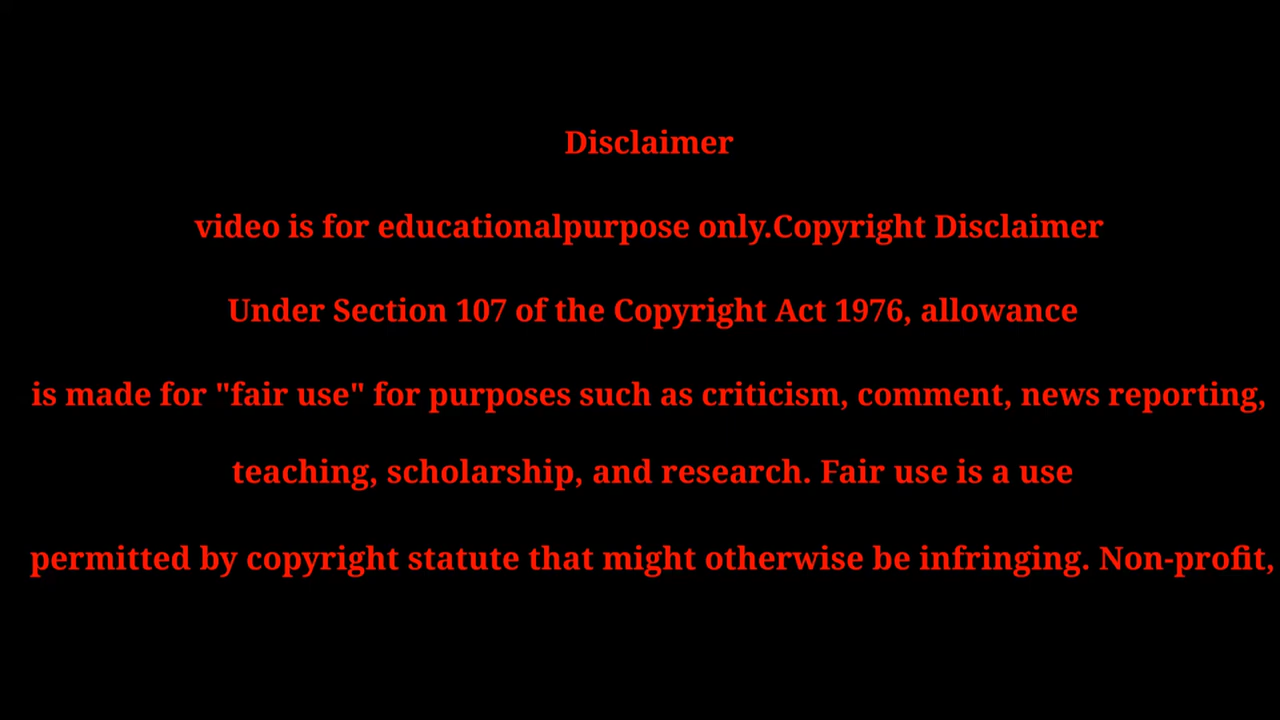 Disclaimer
video is for educationalpurpose only.Copyright Disclaimer
Under Section 107 of the Copyright Act 1976, allowance
is made for "fair use" for purposes such as criticism, comment, news reporting,
teaching, scholarship, and research. Fair use is a use
permitted by copyright statute that might otherwise be infringing. Non-profit,